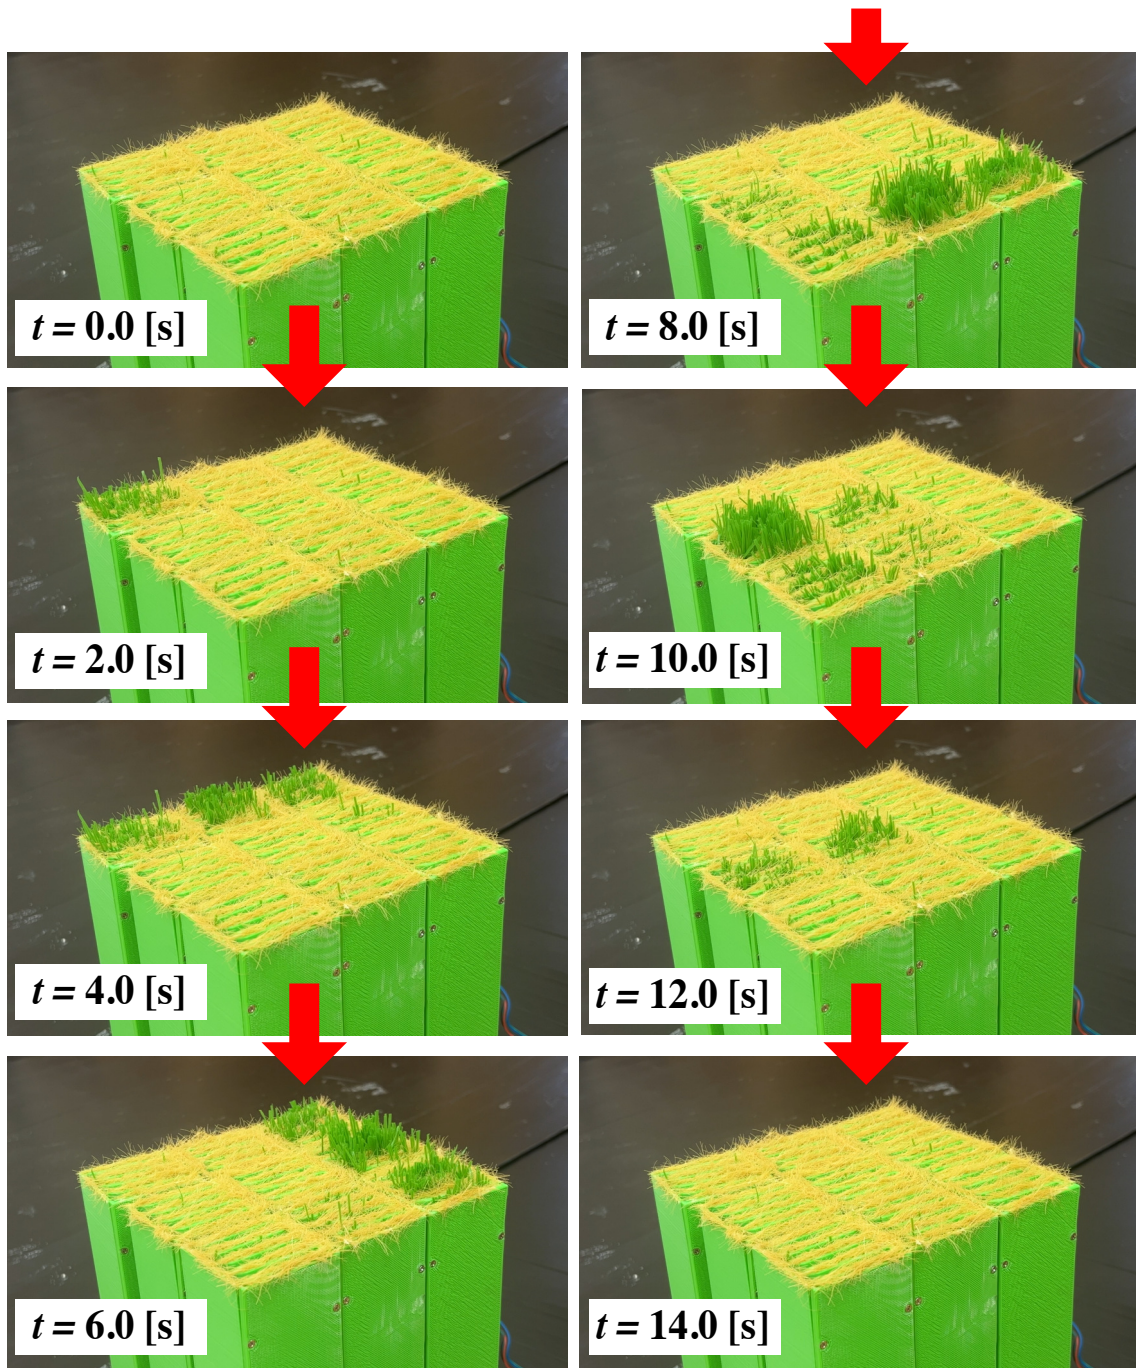 t = 0.0 [s]
t = 2.0 [s]
t = 4.0 [s]
t = 6.0 [s]
t = 8.0 [s]
t = 10.0 [s]
t = 12.0 [s]
t = 14.0 [s]